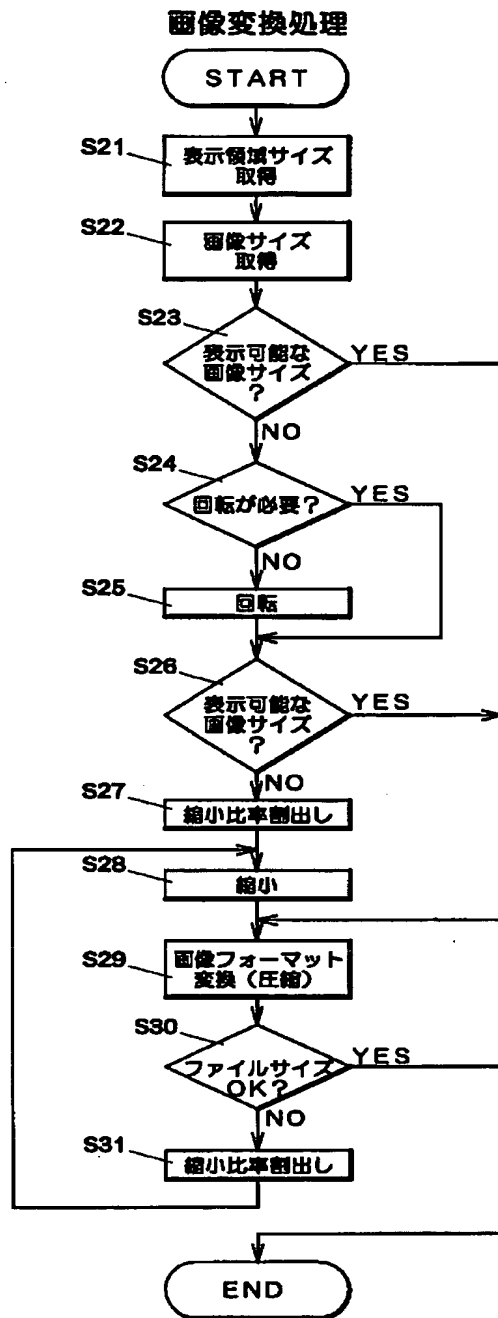 画像変換処理
START
S21
表示領域サイズ
取得
S22
画像サイズ
取得
S23
表示可能な
画像サイズ
?
YES
NO
S24
回転が必要?
YES
NO
S25
回転
S26
表示可能な
画像サイズ
?
YES
NO
S27
縮小比率割出し
S28
縮小
S29
画像フォーマット
変換(圧縮)
S30
ファイルサイズ
OK?
YES
NO
S31
縮小比率割出し
END